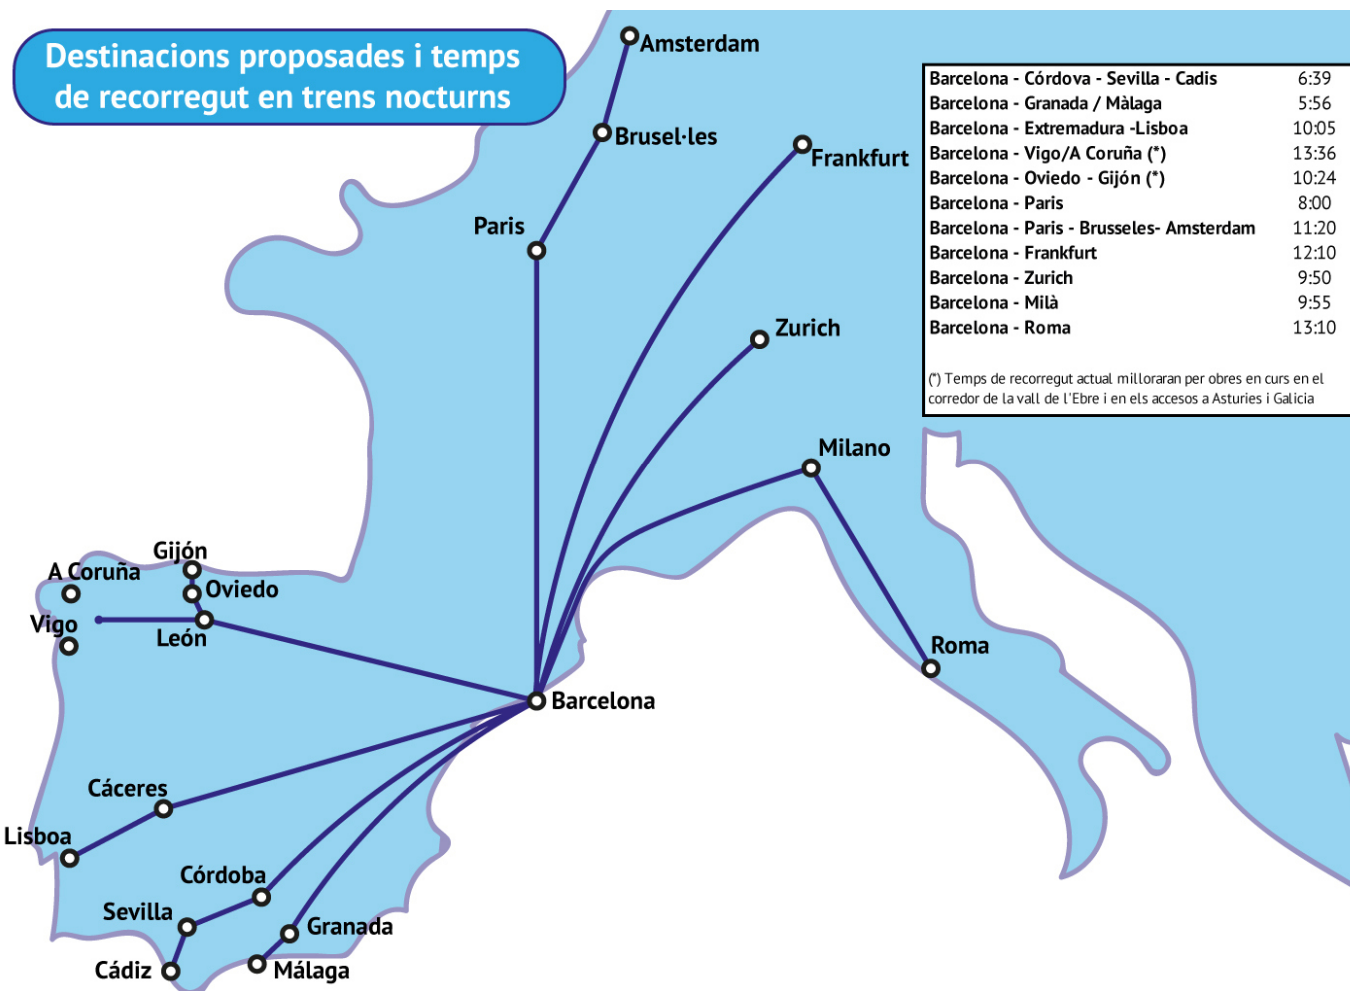 Destinacions proposades i temps
de recorregut en trens nocturns
Amsterdam
Brusel·les
Frankfurt
Paris
Zurich
Milano
Roma
Gijón
A Coruña
Oviedo
Vigo
León
Barcelona
Cáceres
Lisboa
Córdoba
Sevilla
Granada
Cádiz
Málaga
Barcelona - Córdova - Sevilla - Cadis 6:39
Barcelona - Granada / Màlaga 5:56
Barcelona - Extremadura -Lisboa 10:05
Barcelona - Vigo/A Coruña (*) 13:36
Barcelona - Oviedo - Gijón (*) 10:24
Barcelona - Paris 8:00
Barcelona - Paris - Brusseles- Amsterdam 11:20
Barcelona - Frankfurt 12:10
Barcelona - Zurich 9:50
Barcelona - Milà 9:55
Barcelona - Roma 13:10
(*) Temps de recorregut actual milloraran per obres en curs en el
corredor de la vall de l'Ebre i en els accesos a Asturies i Galicia